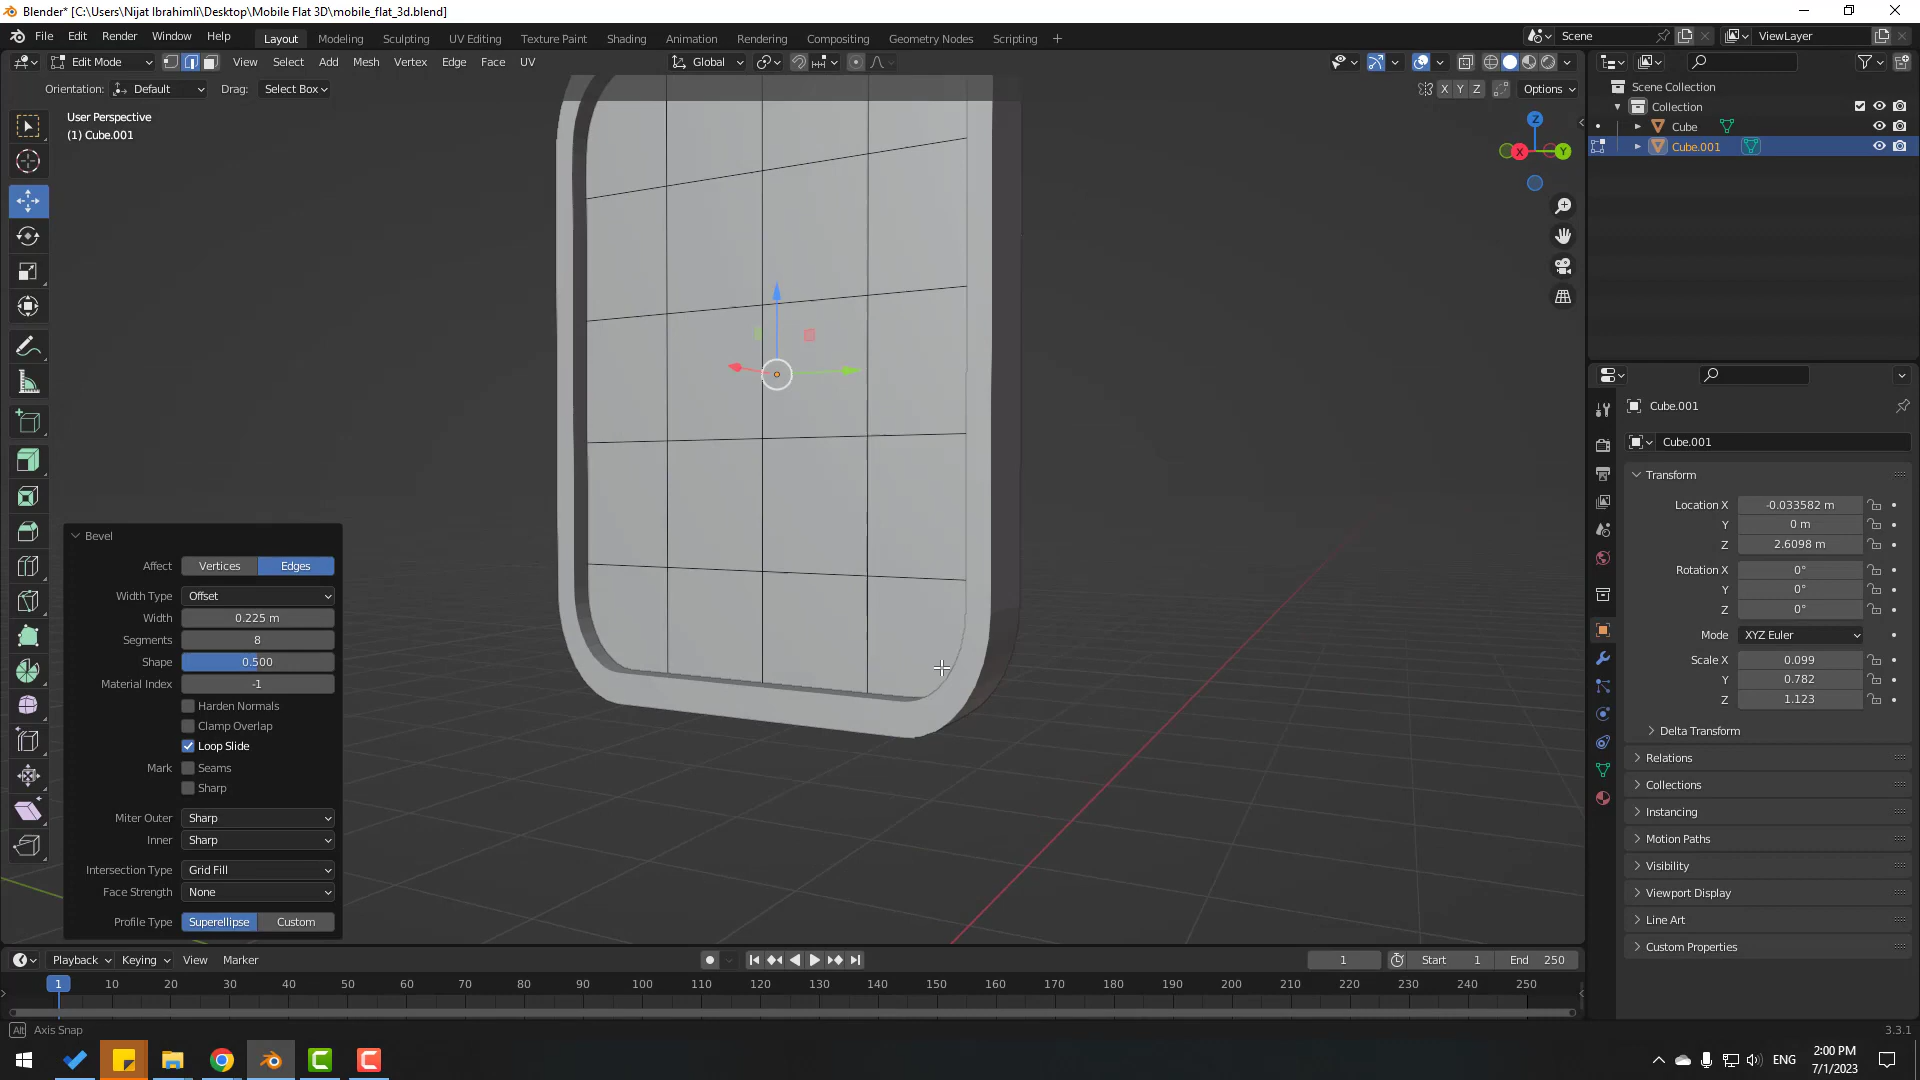 Blender* [C:\Users\Nijat Ibrahimli\Desktop\Mobile Flat 3D\mobile_flat_3d.blend]
File Edit Render Window Help Layout Modeling Sculpting UV Editing Texture Paint Shading Animation Rendering Compositing Geometry Nodes Scripting + Scene ViewLayer
Edit Mode View Select Add Mesh Vertex Edge Face UV Global
Orientation: Default Drag: Select Box X Y Z Options
User Perspective
(1) Cube.001
Z
X Y
Scene Collection
Collection
Cube
Cube.001
Bevel
Affect Vertices Edges
Width Type Offset
Width 0.225 m
Segments 8
Shape 0.500
Material Index -1
Harden Normals
Clamp Overlap
Loop Slide
Mark Seams
Sharp
Miter Outer Sharp
Inner Sharp
Intersection Type Grid Fill
Face Strength None
Profile Type Superellipse Custom
Cube.001
Cube.001
Transform
Location X -0.033582 m
Y 0 m
Z 2.6098 m
Rotation X 0°
Y 0°
Z 0°
Mode XYZ Euler
Scale X 0.099
Y 0.782
Z 1.123
Delta Transform
Relations
Collections
Instancing
Motion Paths
Visibility
Viewport Display
Line Art
Custom Properties
Playback Keying View Marker 1 Start 1 End 250
1 10 20 30 40 50 60 70 80 90 100 110 120 130 140 150 160 170 180 190 200 210 220 230 240 250
Alt Axis Snap 3.3.1
ENG 2:00 PM
7/1/2023